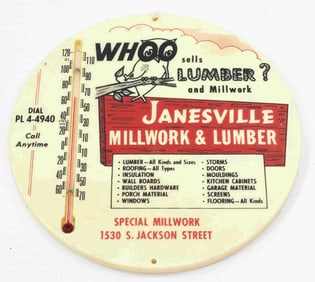 WHOO
sells
LUMBER?
and Millwork
DIAL
PL 4-4940
Call
Anytime
JANESVILLE
MILLWORK & LUMBER
• LUMBER—All Kinds and Sizes
• ROOFING—All Types
• INSULATION
• WALL BOARDS
• BUILDERS HARDWARE
• PORCH MATERIAL
• WINDOWS
• STORMS
• DOORS
• MOULDINGS
• KITCHEN CABINETS
• GARAGE MATERIAL
• SCREENS
• FLOORING—All Kinds
SPECIAL MILLWORK
1530 S. JACKSON STREET